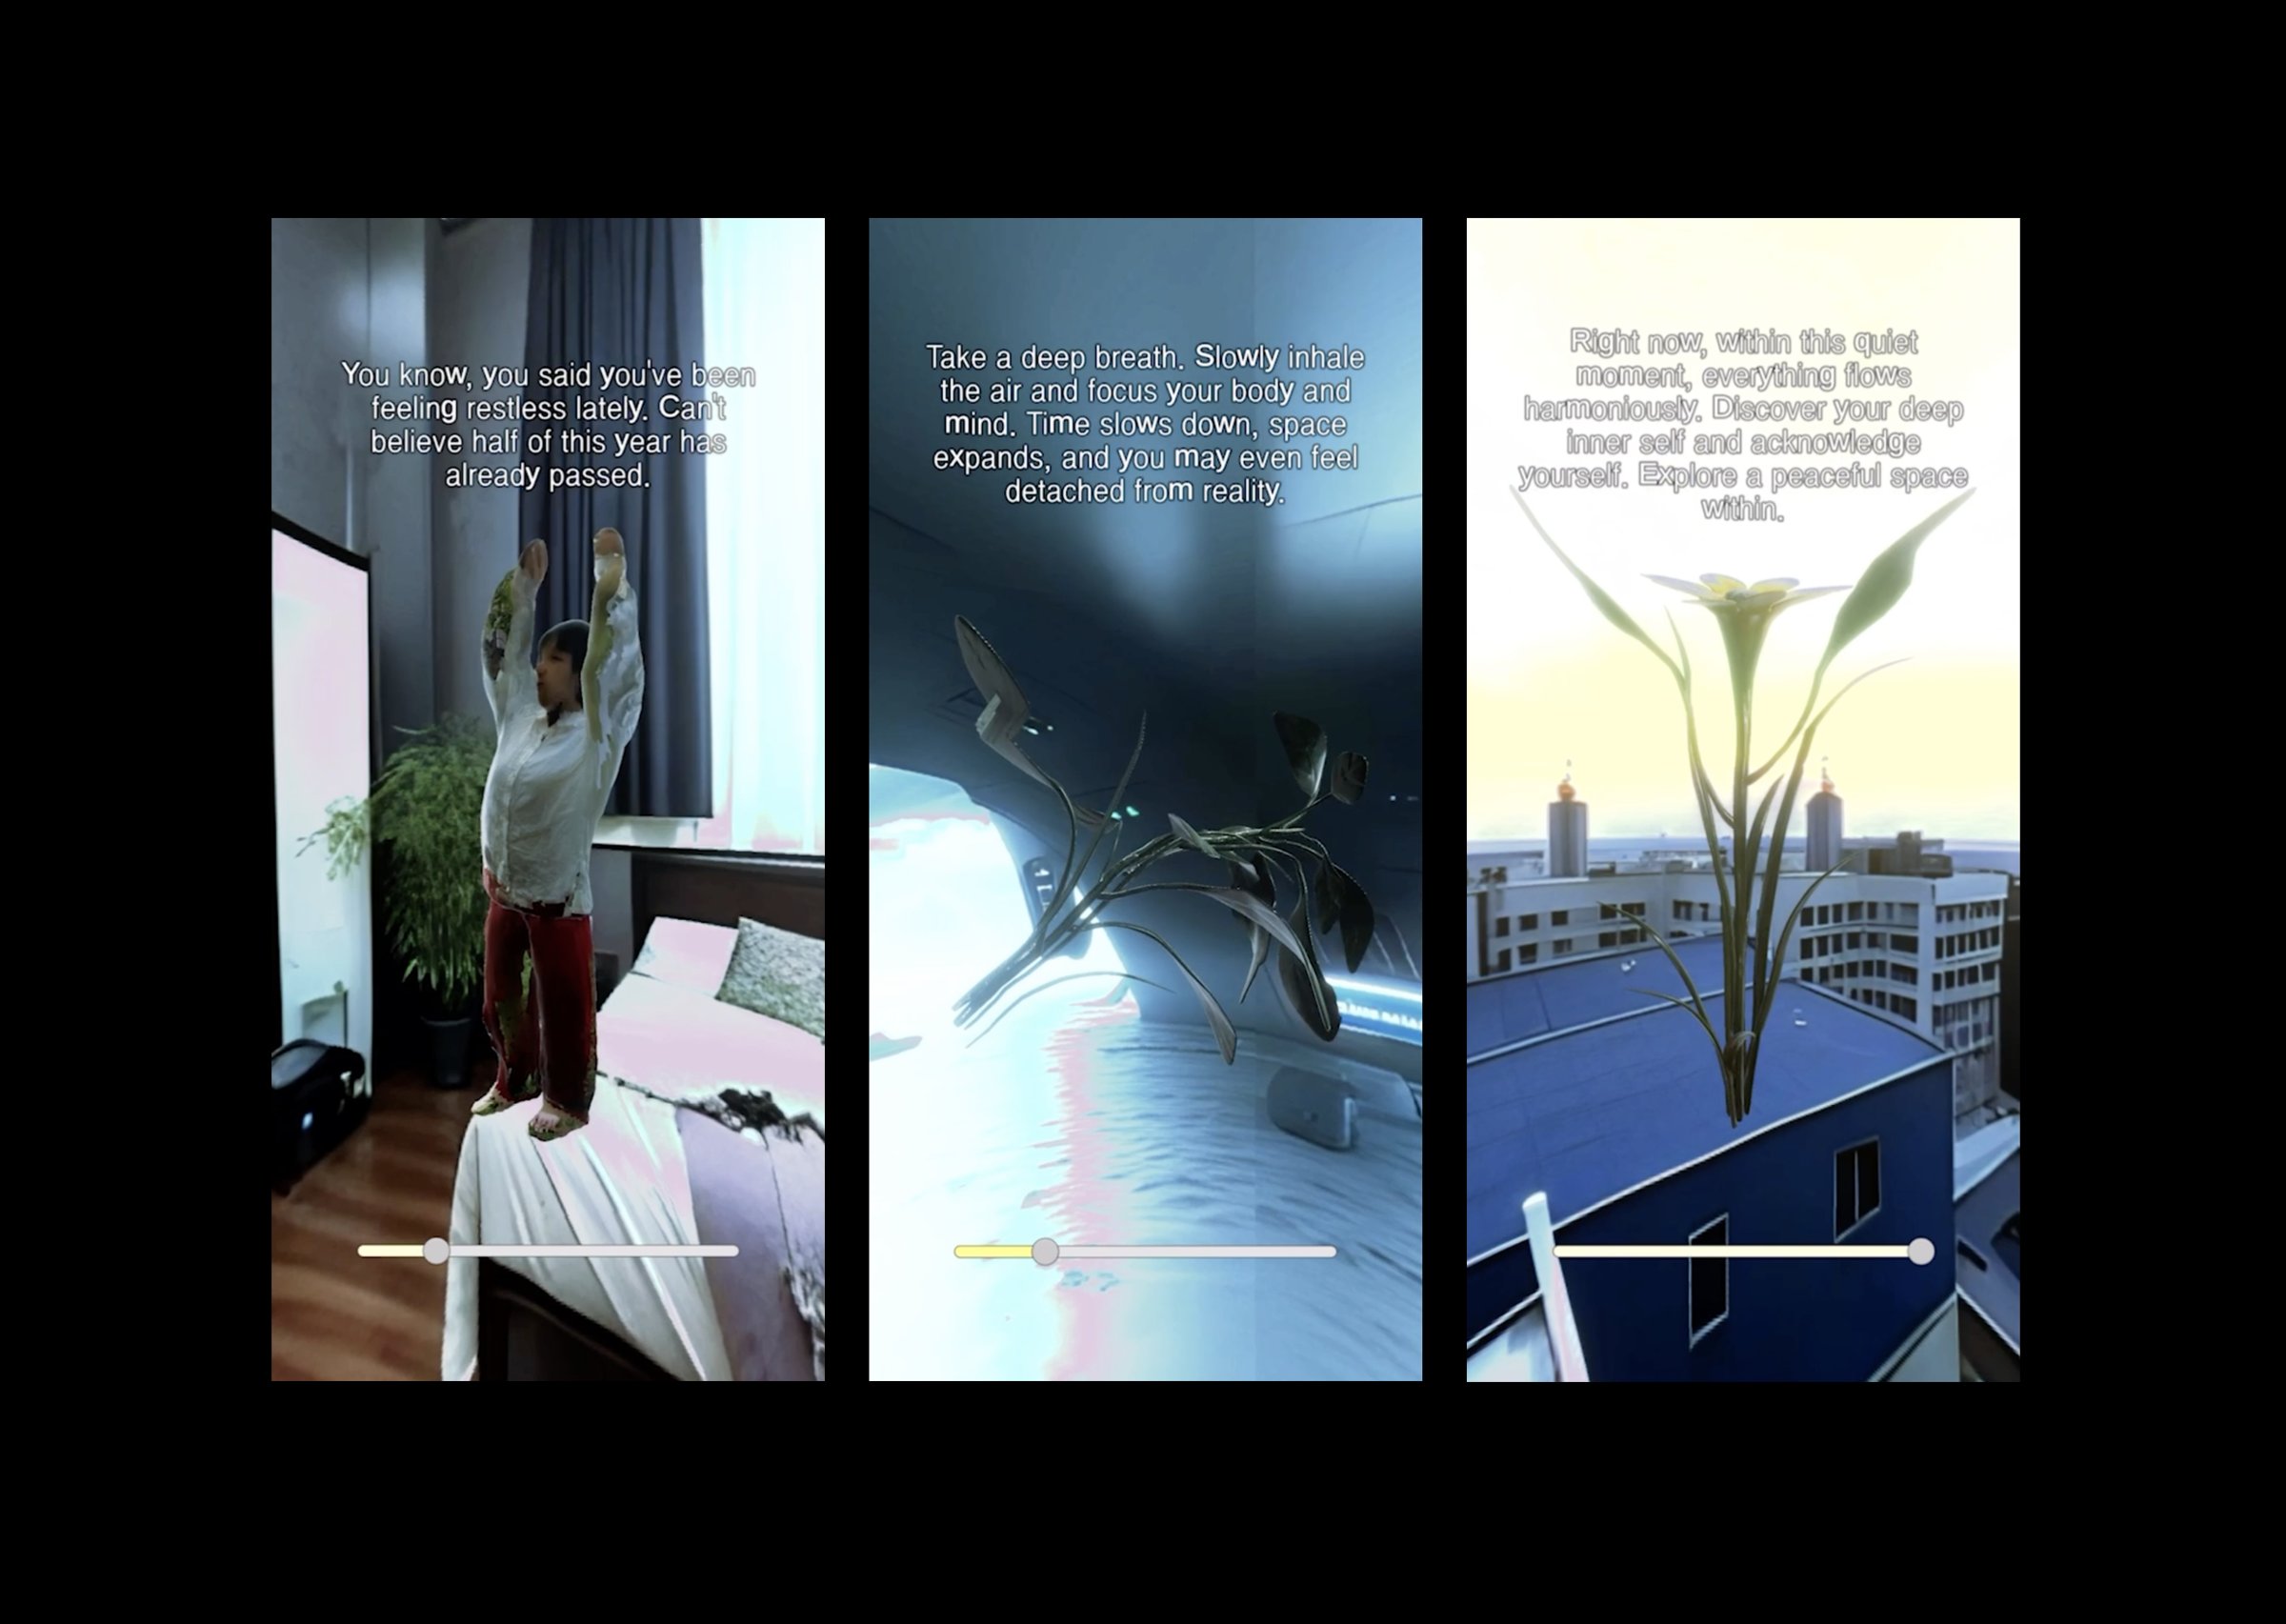 You know, you said you've been
feeling restless lately. Can't
believe half of this year has
already passed.
Take a deep breath. Slowly inhale
the air and focus your body and
mind. Time slows down, space
expands, and you may even feel
detached from reality.
Right now, within this quiet
moment, everything flows
harmoniously. Discover your deep
inner self and acknowledge
yourself. Explore a peaceful space
within.